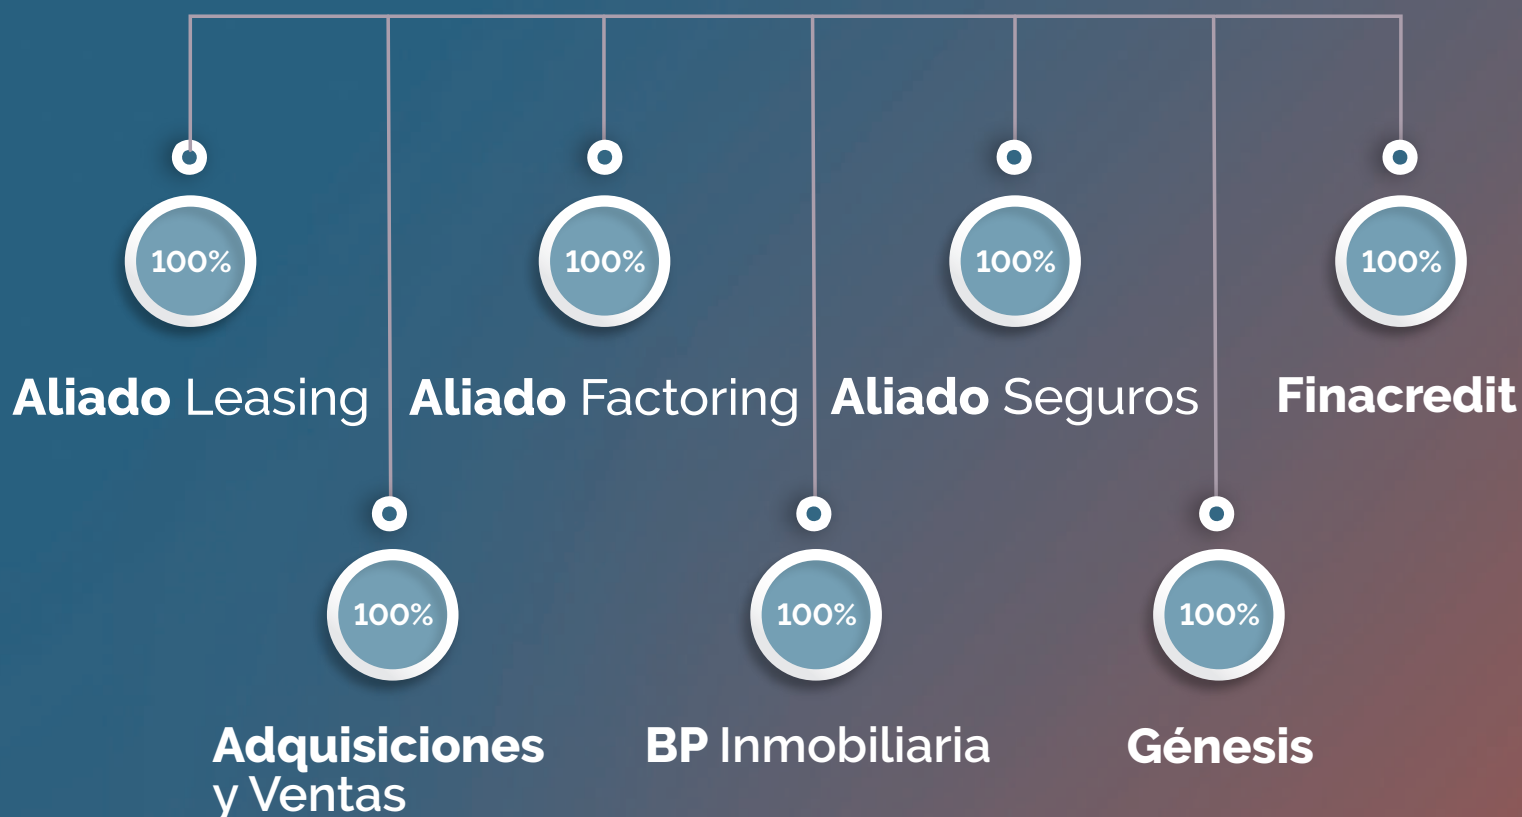 100%
100%
100%
100%
Aliado Leasing
Aliado Factoring
Aliado Seguros
Finacredit
100%
100%
100%
Adquisiciones
y Ventas
BP Inmobiliaria
Génesis